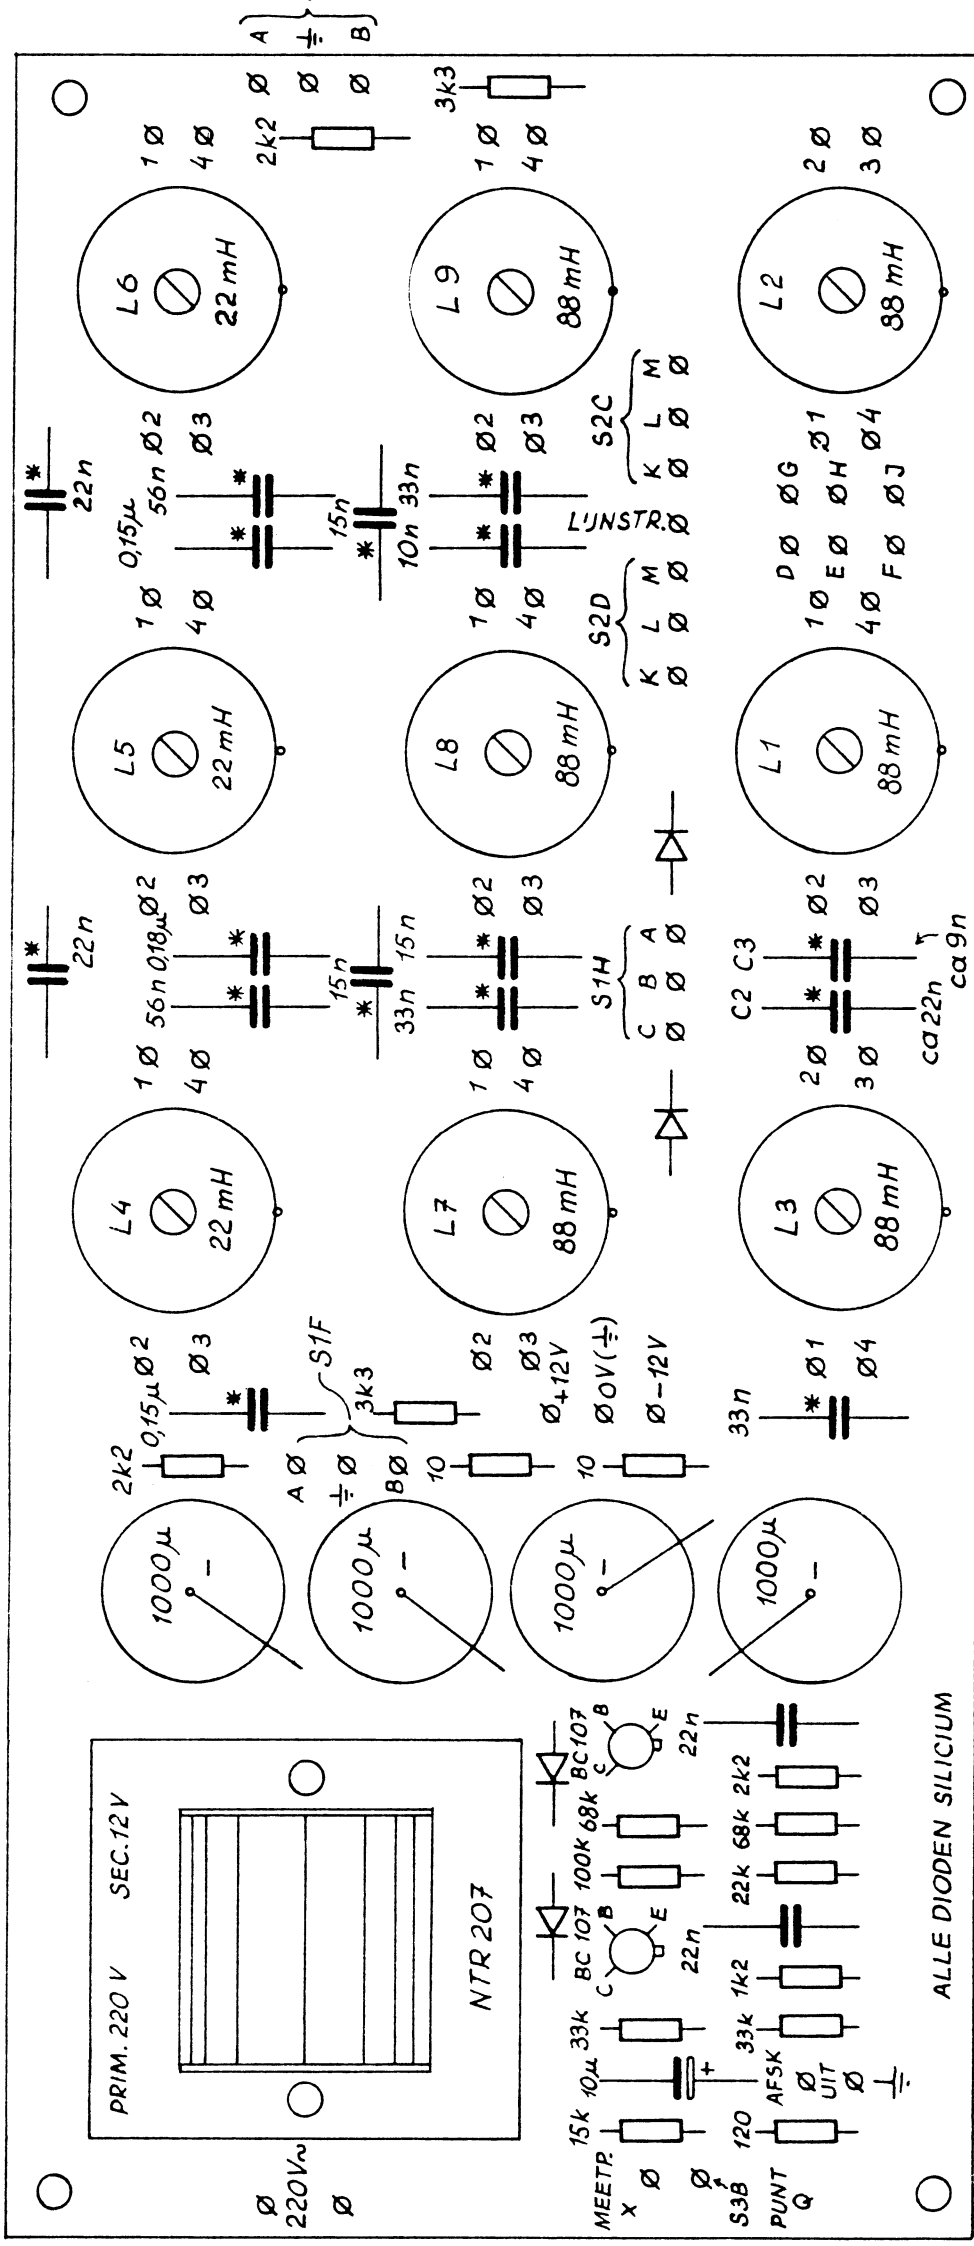 A ⏚ B
2k2
3k3
1 Ø
4 Ø
L6
22 mH
1 Ø
4 Ø
L9
88 mH
2 Ø
3 Ø
L2
88 mH
*
22n
Ø2
Ø3
56n
*
0,15µ
*
15n
*
Ø2
Ø3
33n
*
10n
*
S2C
K L M
Ø Ø Ø
LIJNSTR. Ø
S2D
K L M
Ø Ø Ø
Ø1
Ø4
D Ø Ø G
E Ø Ø H
F Ø Ø J
1 Ø
4 Ø
1 Ø
4 Ø
1 Ø
4 Ø
L5
22 mH
L8
88 mH
L1
88 mH
*
22n
Ø2
Ø3
0,18µ
*
56n
*
15n
*
Ø2
Ø3
15n
*
33n
S1H
C B A
Ø Ø Ø
Ø2
Ø3
C3
*
ca 9n
C2
*
ca 22n
1 Ø
4 Ø
1 Ø
4 Ø
2 Ø
3 Ø
L4
22 mH
L7
88 mH
L3
88 mH
Ø2
Ø3
0,15µ
*
2k2
S1F
A Ø
⏚ Ø
B Ø
3k3
Ø2
Ø3
Ø+12V
Ø0V(⏚)
Ø-12V
10
10
Ø1
Ø4
33n
*
1000µ
-
1000µ
-
1000µ
-
1000µ
-
PRIM. 220 V SEC. 12 V
NTR 207
Ø
220V~
Ø
BC107
C B E
68k
100k
BC 107
C B E
33k
10µ
+
15k
MEETP.
X
Ø
Ø
S3B
22n
2k2
68k
22k
22n
1k2
33k
AFSK
Ø
UIT
Ø
120
PUNT
Q
ALLE DIODEN SILICIUM